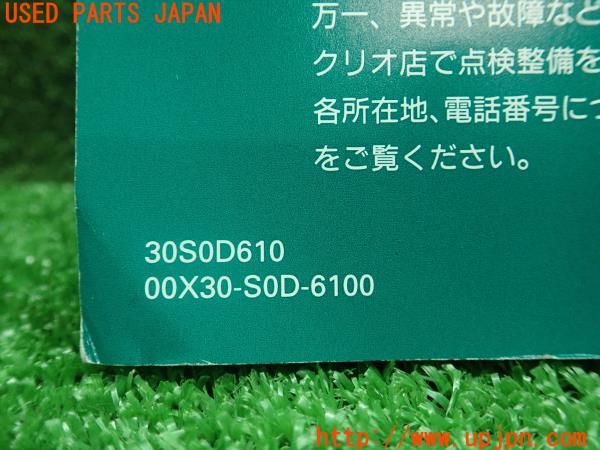 USED PARTS JAPAN
万一、異常や故障など
クリオ店で点検整備を
各所在地、電話番号につ
をご覧ください。
30S0D610
00X30-S0D-6100
http://www.upjpn.com